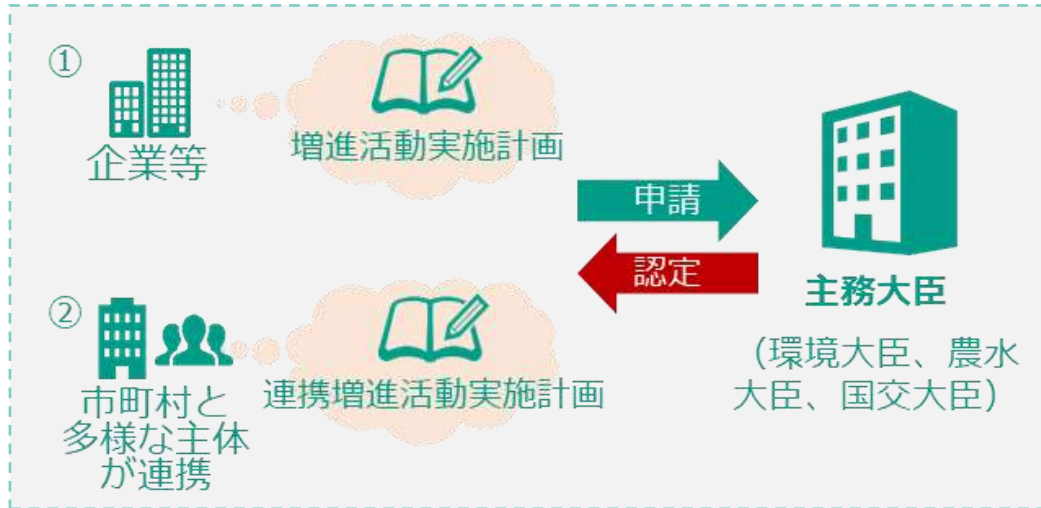 ①
企業等
増進活動実施計画
②
市町村と
多様な主体
が連携
連携増進活動実施計画
申請
認定
主務大臣
（環境大臣、農水
大臣、国交大臣）